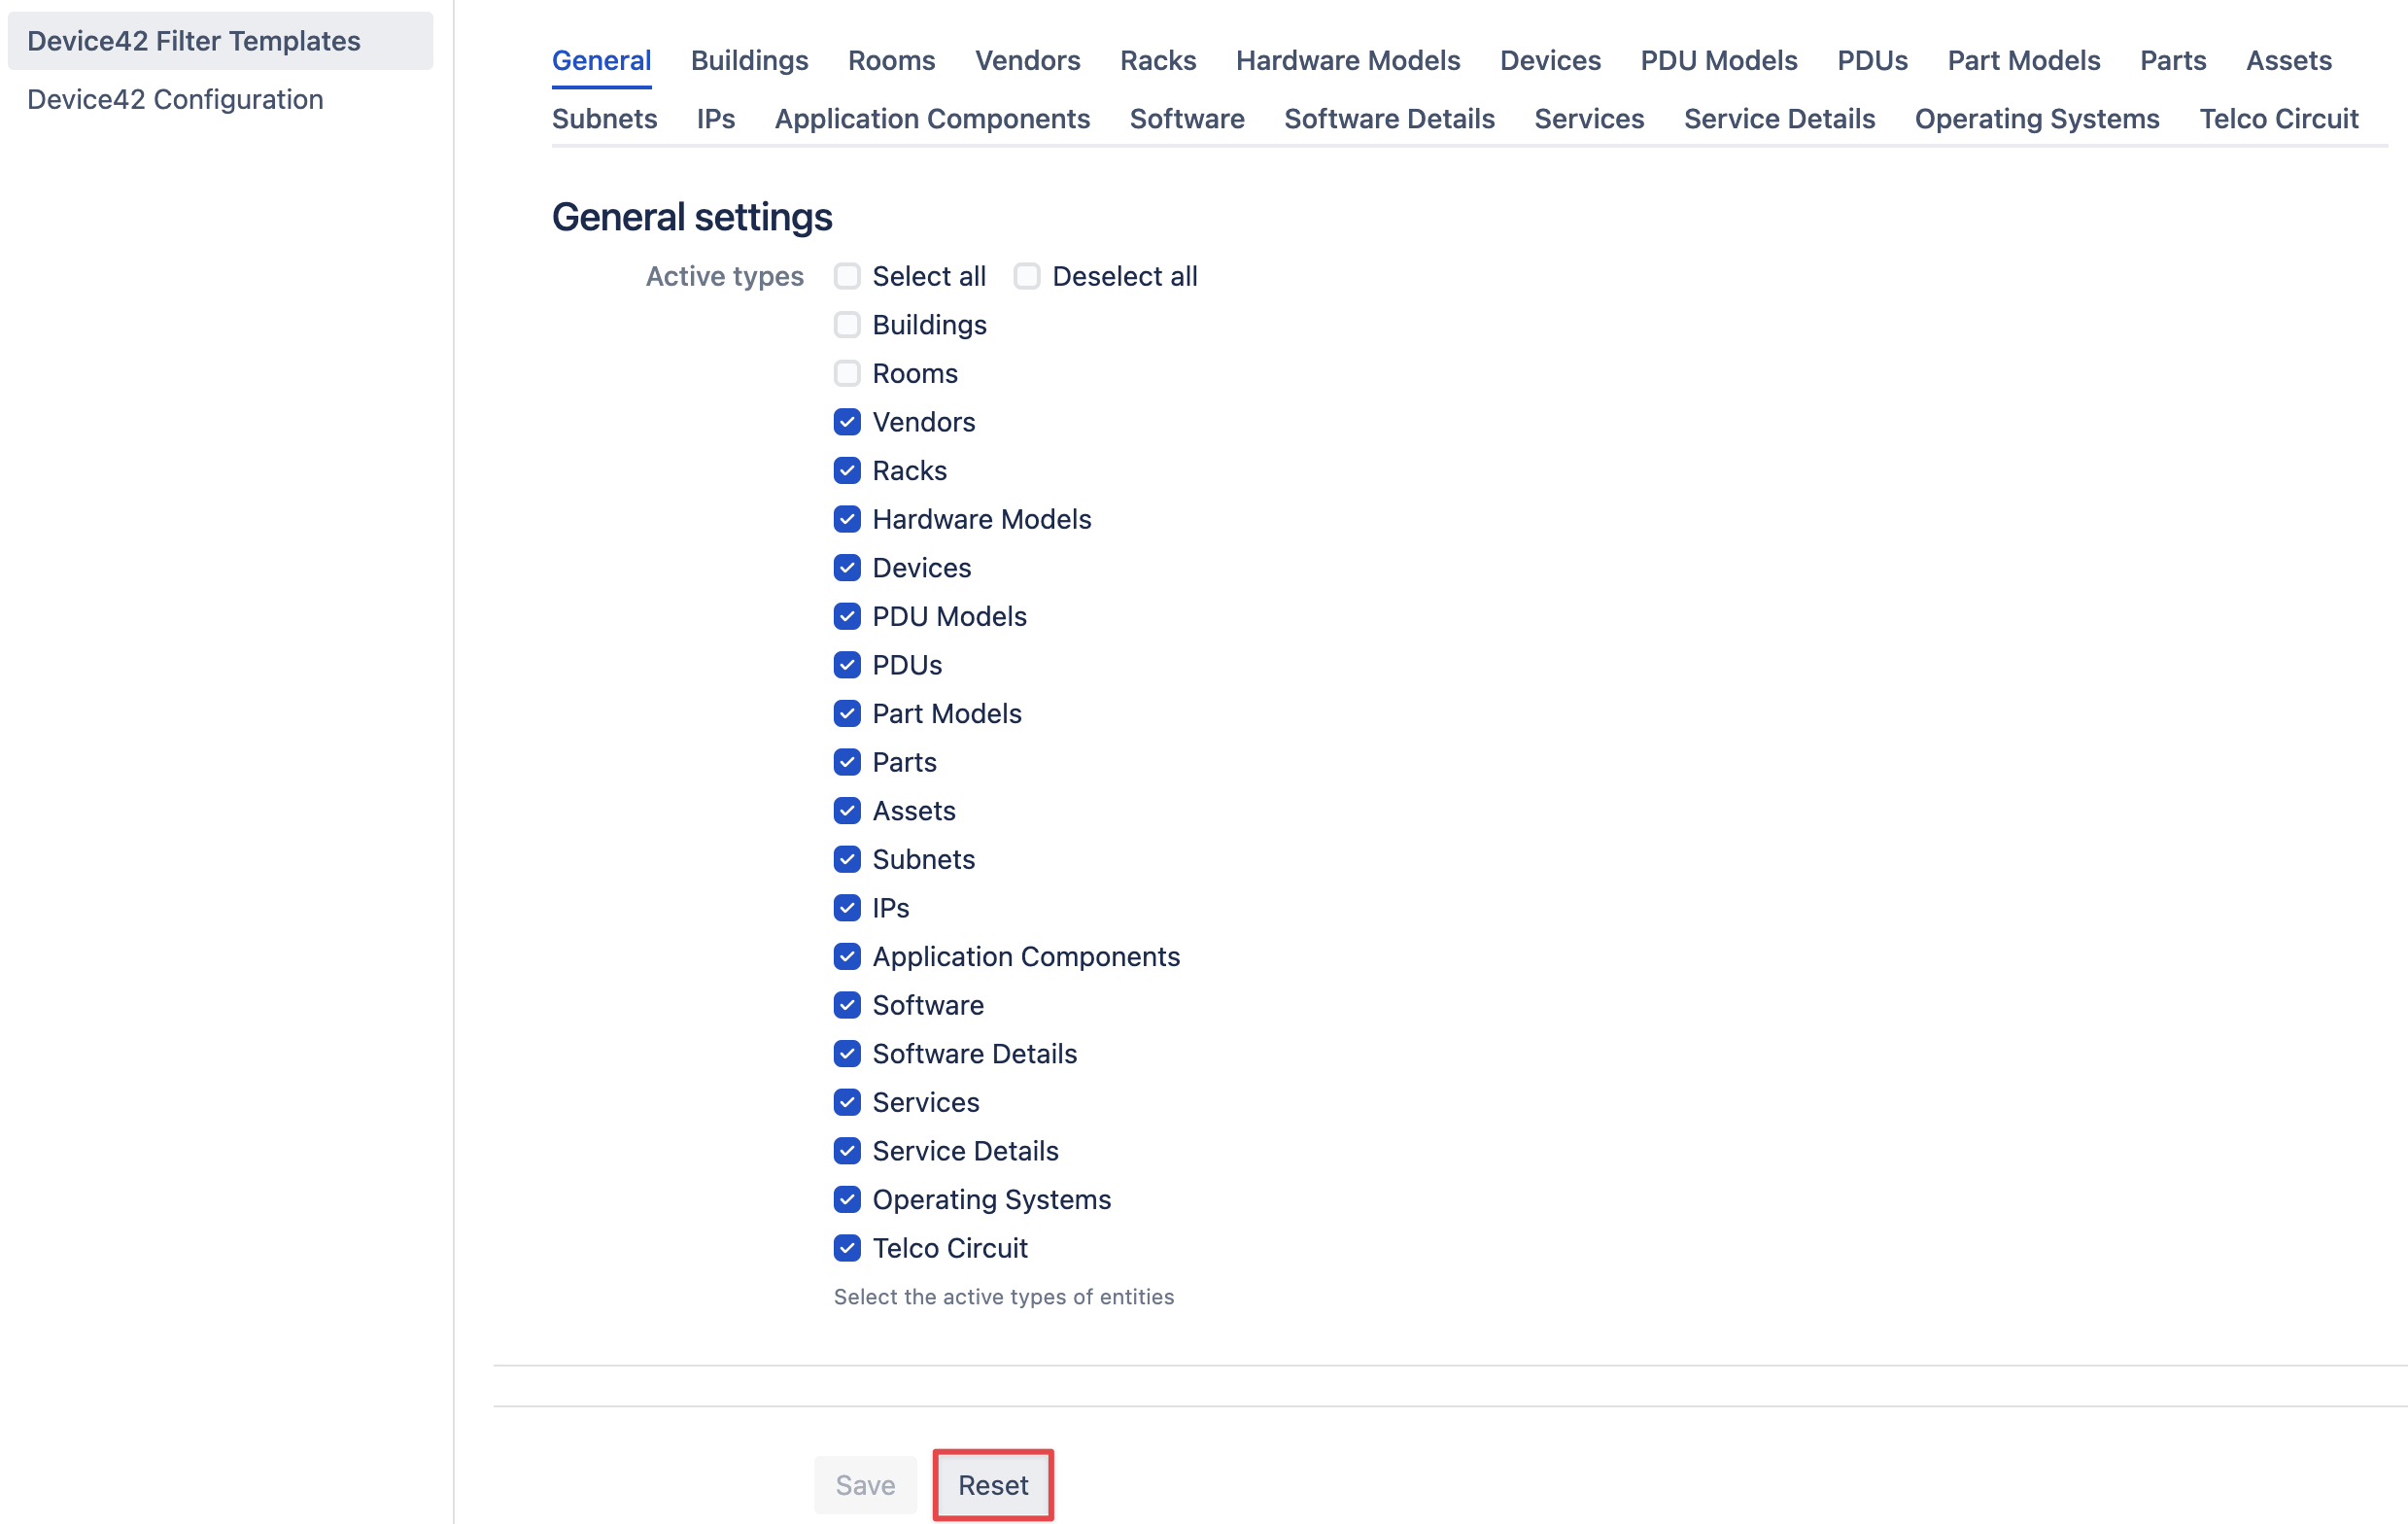 Device42 Filter Templates
Device42 Configuration
General Buildings Rooms Vendors Racks Hardware Models Devices PDU Models PDUs Part Models Parts Assets
Subnets IPs Application Components Software Software Details Services Service Details Operating Systems Telco Circuit
General settings
Active types Select all Deselect all
Buildings
Rooms
Vendors
Racks
Hardware Models
Devices
PDU Models
PDUs
Part Models
Parts
Assets
Subnets
IPs
Application Components
Software
Software Details
Services
Service Details
Operating Systems
Telco Circuit
Select the active types of entities
Save Reset